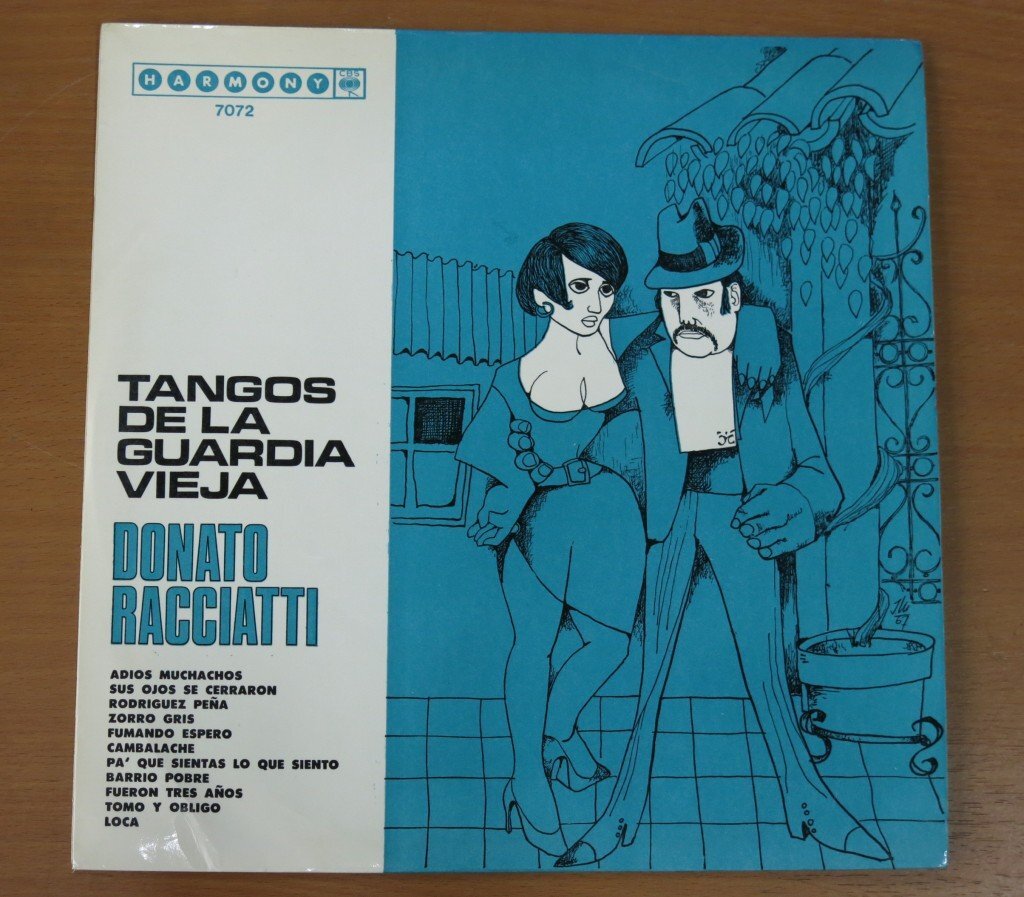 HARMONY CBS
7072
TANGOS
DE LA
GUARDIA
VIEJA
DONATO
RACCIATTI
ADIOS MUCHACHOS
SUS OJOS SE CERRARON
RODRIGUEZ PEÑA
ZORRO GRIS
FUMANDO ESPERO
CAMBALACHE
PA' QUE SIENTAS LO QUE SIENTO
BARRIO POBRE
FUERON TRES AÑOS
TOMO Y OBLIGO
LOCA
67